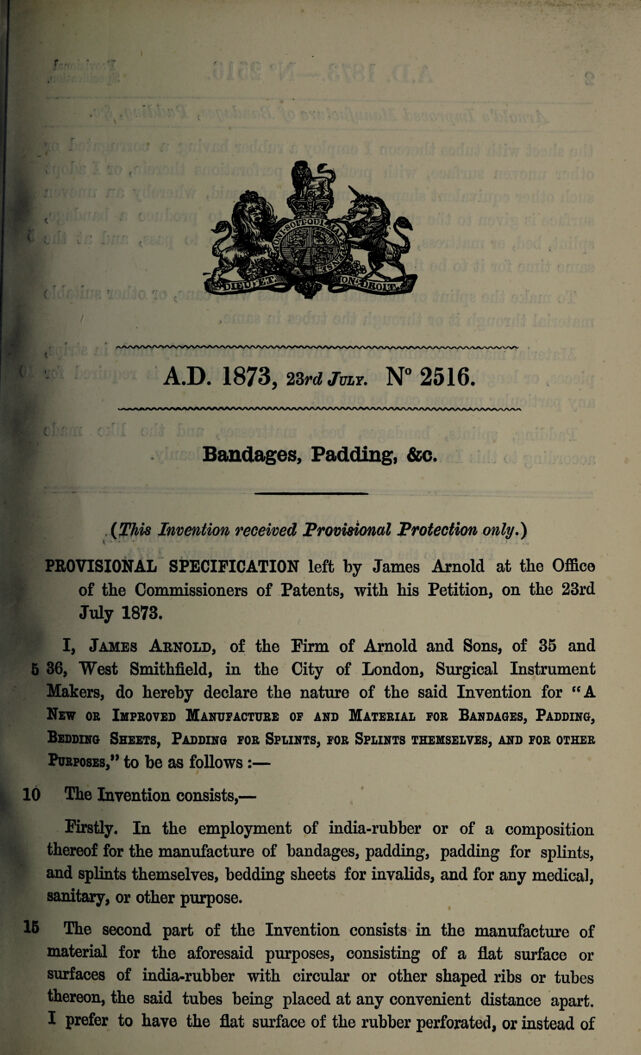 HONI·SOIT
DIEU ET MON DROIT
A.D. 1873, 23rd JULY. N° 2516.
Bandages, Padding, &c.
(This Invention received Provisional Protection only.)
PROVISIONAL SPECIFICATION left by James Arnold at the Office
of the Commissioners of Patents, with his Petition, on the 23rd
July 1873.
I, JAMES ARNOLD, of the Firm of Arnold and Sons, of 35 and
5 36, West Smithfield, in the City of London, Surgical Instrument
Makers, do hereby declare the nature of the said Invention for “A
NEW OR IMPROVED MANUFACTURE OF AND MATERIAL FOR BANDAGES, PADDING,
BEDDING SHEETS, PADDING FOR SPLINTS, FOR SPLINTS THEMSELVES, AND FOR OTHER
PURPOSES,” to be as follows :—
10 The Invention consists,—
Firstly. In the employment of india-rubber or of a composition
thereof for the manufacture of bandages, padding, padding for splints,
and splints themselves, bedding sheets for invalids, and for any medical,
sanitary, or other purpose.
15 The second part of the Invention consists in the manufacture of
material for the aforesaid purposes, consisting of a flat surface or
surfaces of india-rubber with circular or other shaped ribs or tubes
thereon, the said tubes being placed at any convenient distance apart.
I prefer to have the flat surface of the rubber perforated, or instead of